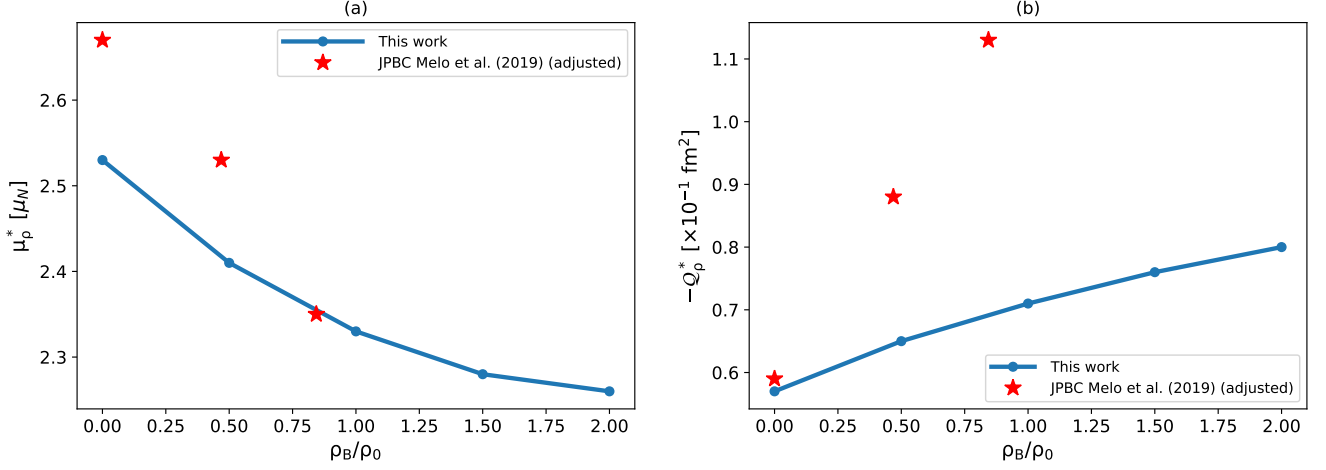 (a)
This work
JPBC Melo et al. (2019) (adjusted)
2.6
2.5
2.4
2.3
μρ* [μN]
0.00 0.25 0.50 0.75 1.00 1.25 1.50 1.75 2.00
ρB/ρ0
(b)
1.1
1.0
0.9
0.8
0.7
0.6
−𝒬ρ* [×10⁻¹ fm²]
This work
JPBC Melo et al. (2019) (adjusted)
0.00 0.25 0.50 0.75 1.00 1.25 1.50 1.75 2.00
ρB/ρ0